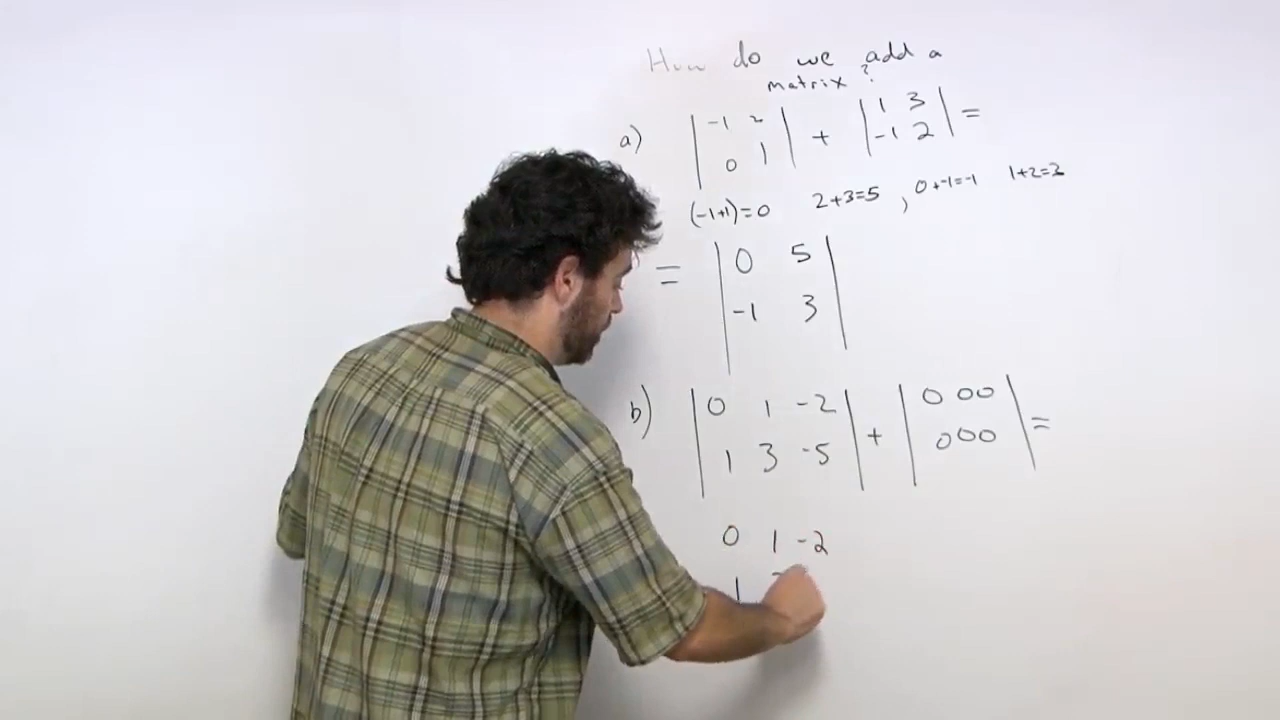 How do we add a
matrix?
a) | -1 2 | + | 1 3 | =
| 0 1 | | -1 2 |
(-1+1)=0 2+3=5 , 0+-1=-1 1+2=3
= | 0 5 |
| -1 3 |
b) | 0 1 -2 | + | 0 0 0 | =
| 1 3 -5 | | 0 0 0 |
0 1 -2
1